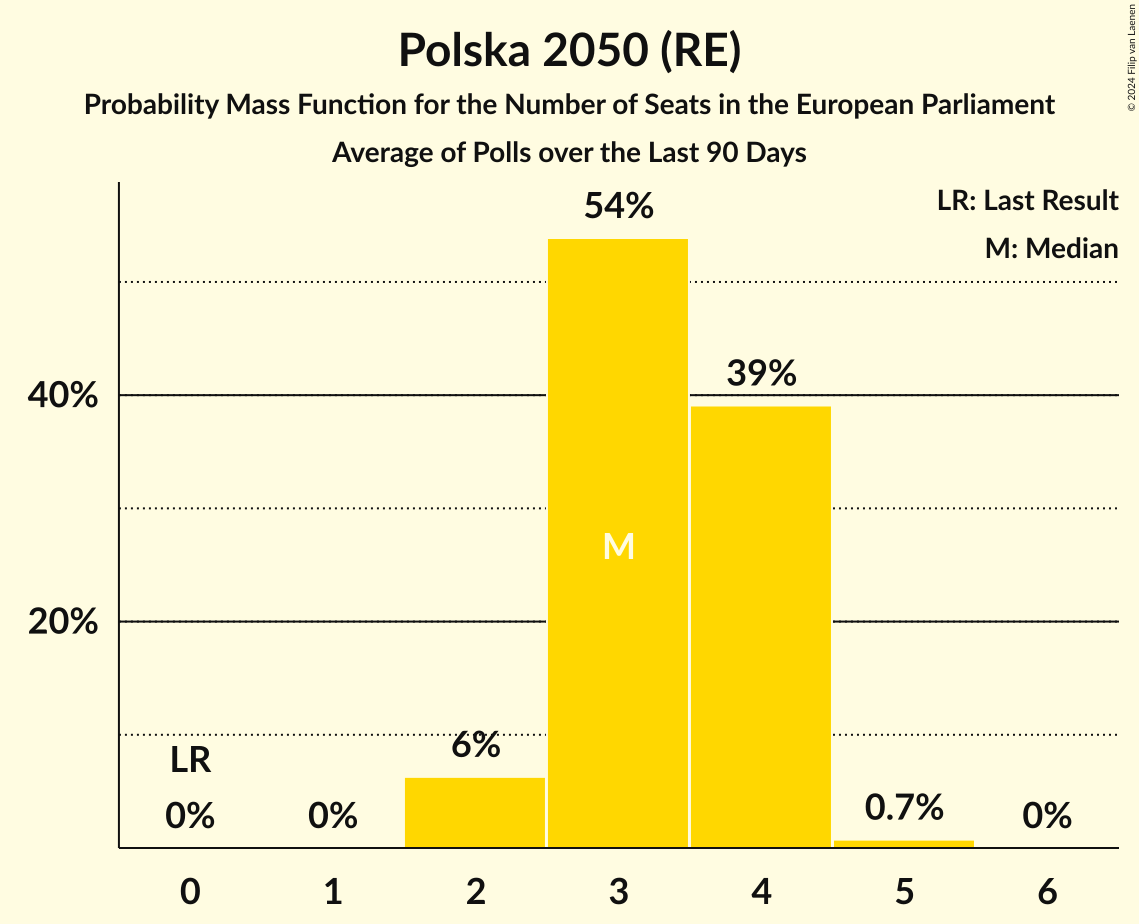 Polska 2050 (RE)
Probability Mass Function for the Number of Seats in the European Parliament
Average of Polls over the Last 90 Days
© 2024 Filip van Laenen
LR: Last Result
M: Median
54%
39%
40%
M
20%
6%
LR
0%
0%
0.7%
0%
0 1 2 3 4 5 6